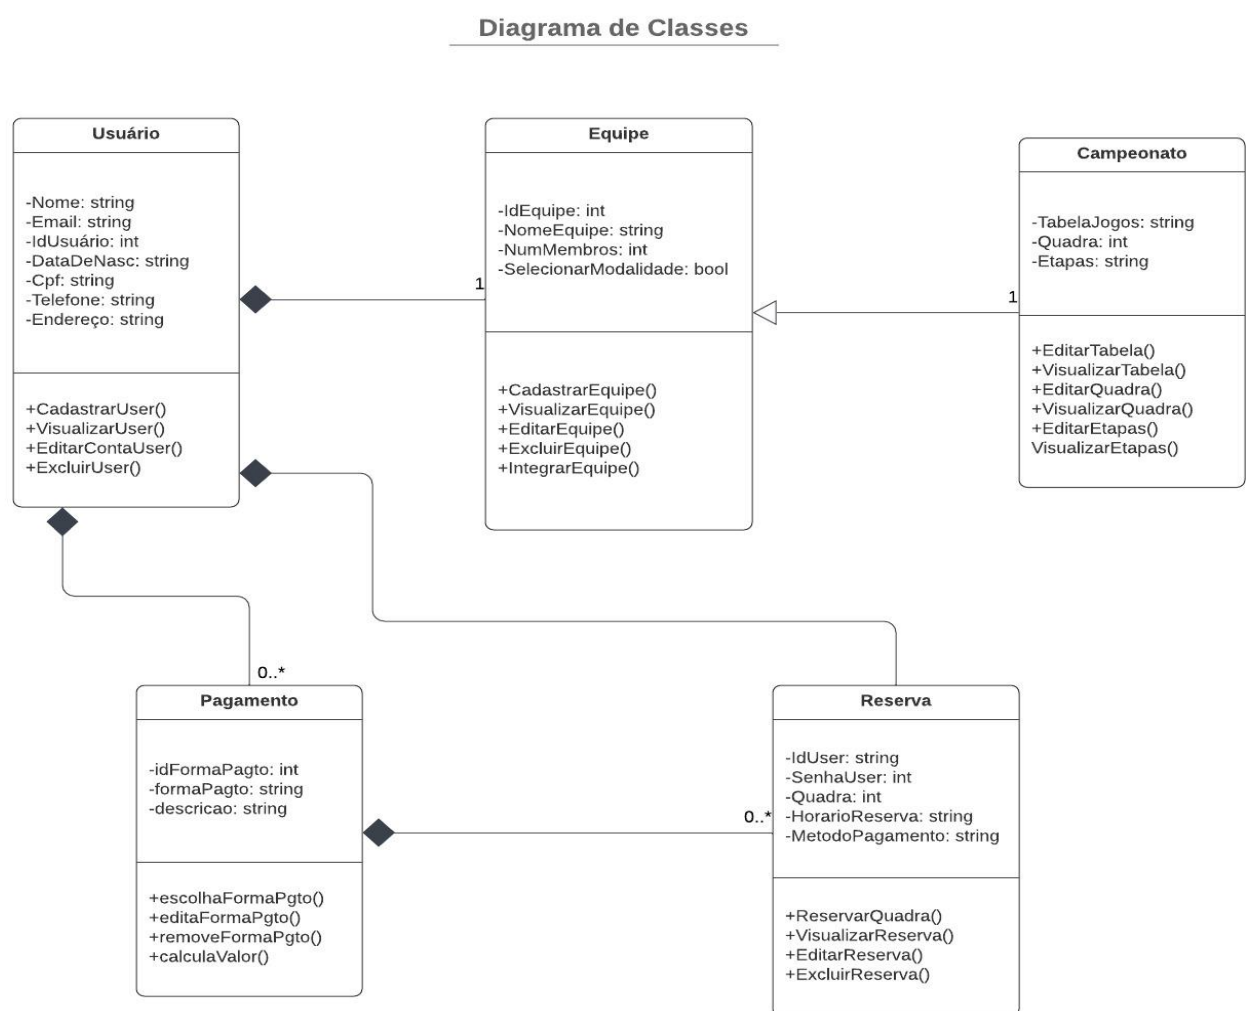 Diagrama de Classes
Usuário
-Nome: string
-Email: string
-IdUsuário: int
-DataDeNasc: string
-Cpf: string
-Telefone: string
-Endereço: string
+CadastrarUser()
+VisualizarUser()
+EditarContaUser()
+ExcluirUser()
1
Equipe
-IdEquipe: int
-NomeEquipe: string
-NumMembros: int
-SelecionarModalidade: bool
+CadastrarEquipe()
+VisualizarEquipe()
+EditarEquipe()
+ExcluirEquipe()
+IntegrarEquipe()
1
Campeonato
-TabelaJogos: string
-Quadra: int
-Etapas: string
+EditarTabela()
+VisualizarTabela()
+EditarQuadra()
+VisualizarQuadra()
+EditarEtapas()
VisualizarEtapas()
0..*
Pagamento
-idFormaPagto: int
-formaPagto: string
-descricao: string
+escolhaFormaPgto()
+editaFormaPgto()
+removeFormaPgto()
+calculaValor()
0..*
Reserva
-IdUser: string
-SenhaUser: int
-Quadra: int
-HorarioReserva: string
-MetodoPagamento: string
+ReservarQuadra()
+VisualizarReserva()
+EditarReserva()
+ExcluirReserva()